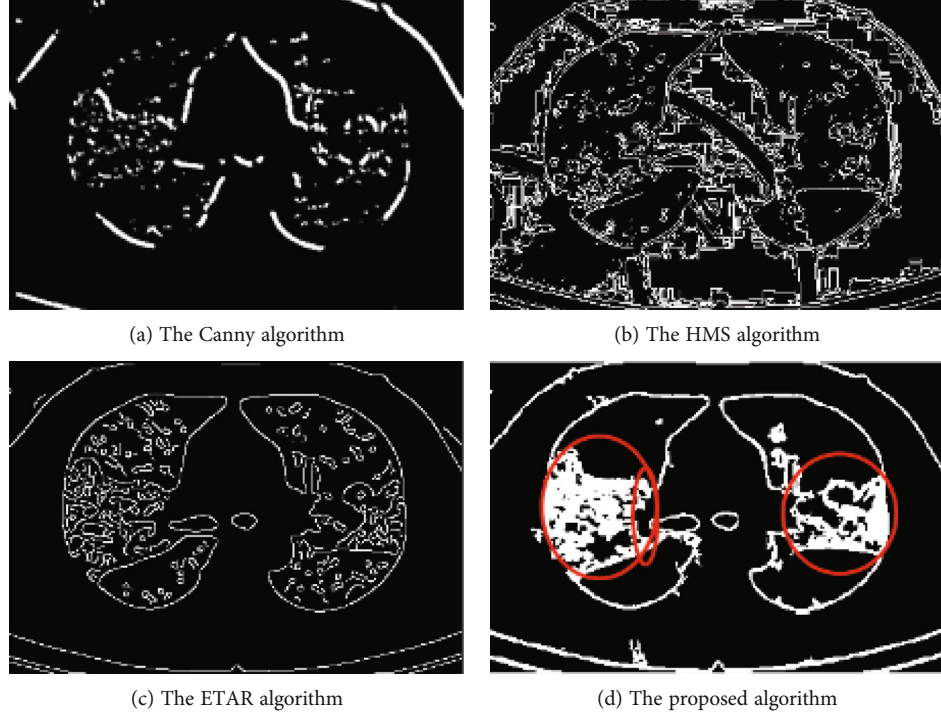 (a) The Canny algorithm
(b) The HMS algorithm
(c) The ETAR algorithm
(d) The proposed algorithm